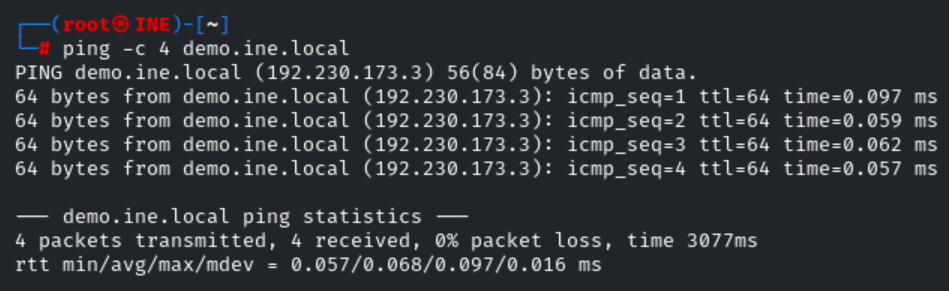 ┌──(root㉿INE)-[~]
└─# ping -c 4 demo.ine.local
PING demo.ine.local (192.230.173.3) 56(84) bytes of data.
64 bytes from demo.ine.local (192.230.173.3): icmp_seq=1 ttl=64 time=0.097 ms
64 bytes from demo.ine.local (192.230.173.3): icmp_seq=2 ttl=64 time=0.059 ms
64 bytes from demo.ine.local (192.230.173.3): icmp_seq=3 ttl=64 time=0.062 ms
64 bytes from demo.ine.local (192.230.173.3): icmp_seq=4 ttl=64 time=0.057 ms
--- demo.ine.local ping statistics ---
4 packets transmitted, 4 received, 0% packet loss, time 3077ms
rtt min/avg/max/mdev = 0.057/0.068/0.097/0.016 ms